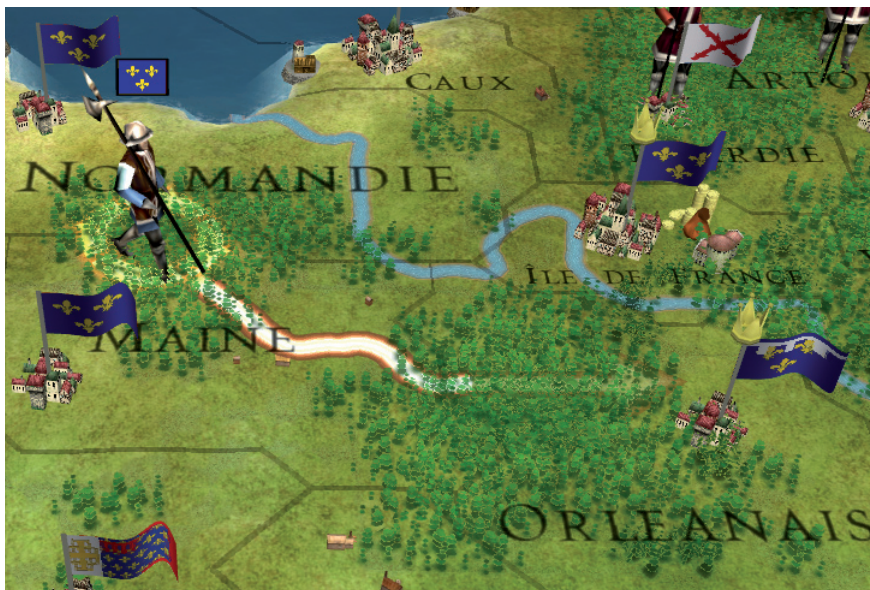 CAUX
NORMANDIE
ÎLE DE FRANCE
MAINE
ORLEANAIS